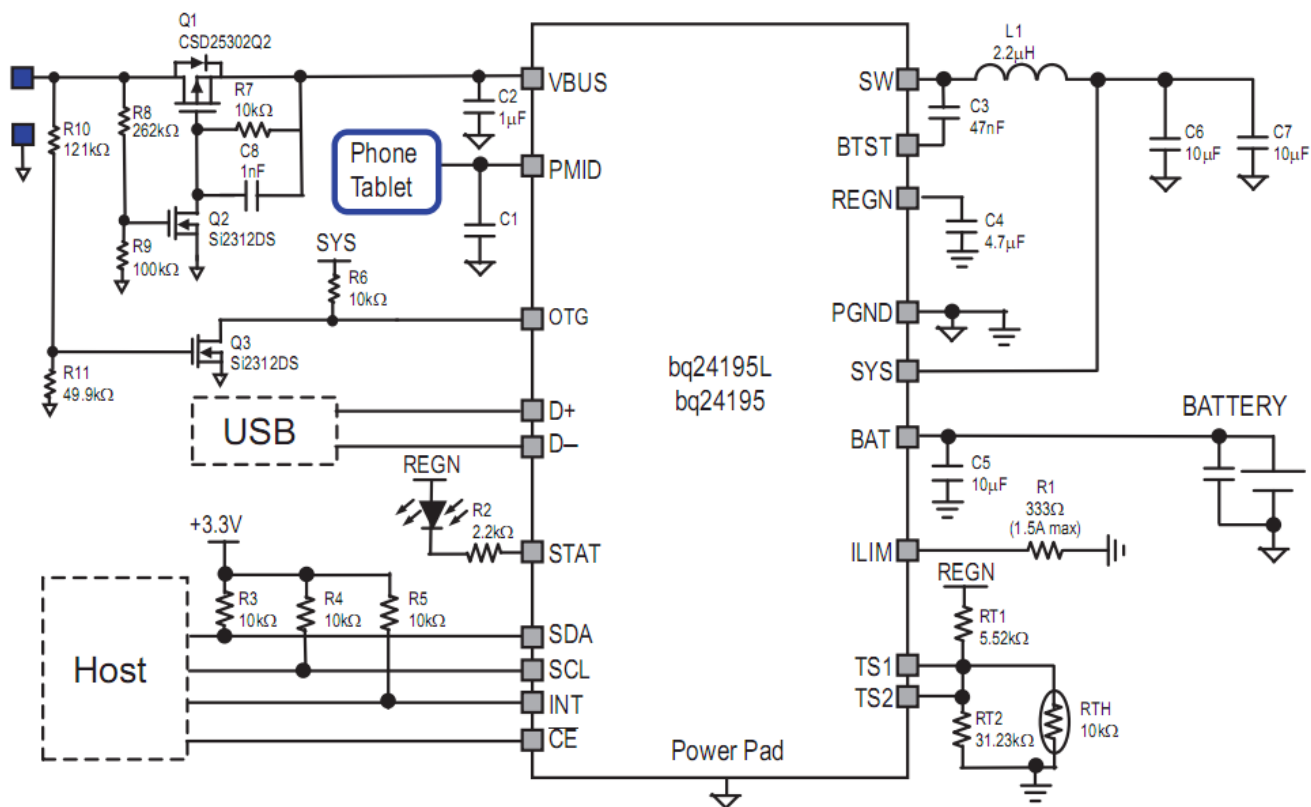 Q1
CSD25302Q2
R7
10kΩ
R8
262kΩ
R10
121kΩ
C8
1nF
C2
1µF
VBUS
Phone
Tablet
PMID
C1
Q2
Si2312DS
R9
100kΩ
SYS
R6
10kΩ
OTG
Q3
Si2312DS
R11
49.9kΩ
USB
D+
D–
REGN
R2
2.2kΩ
STAT
+3.3V
R3
10kΩ
R4
10kΩ
R5
10kΩ
Host
SDA
SCL
INT
CE
bq24195L
bq24195
Power Pad
SW
L1
2.2µH
C3
47nF
BTST
C6
10µF
C7
10µF
REGN
C4
4.7µF
PGND
SYS
BATTERY
BAT
C5
10µF
R1
333Ω
(1.5A max)
ILIM
REGN
RT1
5.52kΩ
TS1
TS2
RT2
31.23kΩ
RTH
10kΩ